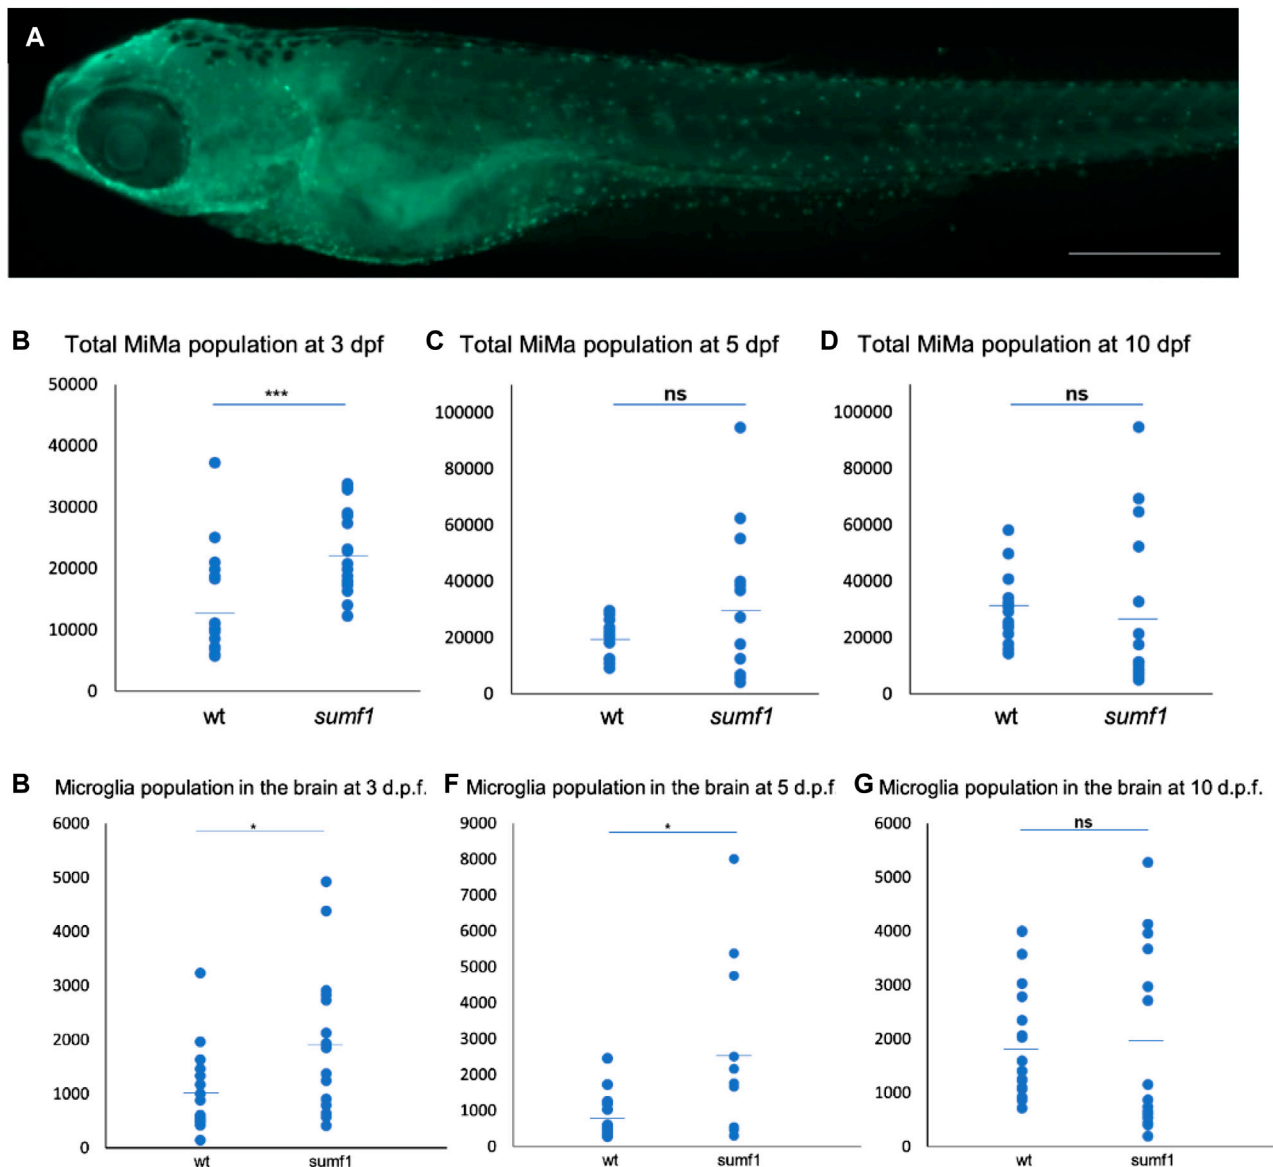 A
B Total MiMa population at 3 dpf
50000
40000
30000
20000
10000
0
***
wt sumf1
C Total MiMa population at 5 dpf
100000
80000
60000
40000
20000
0
ns
wt sumf1
D Total MiMa population at 10 dpf
100000
80000
60000
40000
20000
0
ns
wt sumf1
B Microglia population in the brain at 3 d.p.f.
6000
5000
4000
3000
2000
1000
0
*
wt sumf1
F Microglia population in the brain at 5 d.p.f.
9000
8000
7000
6000
5000
4000
3000
2000
1000
0
*
wt sumf1
G Microglia population in the brain at 10 d.p.f.
6000
5000
4000
3000
2000
1000
0
ns
wt sumf1